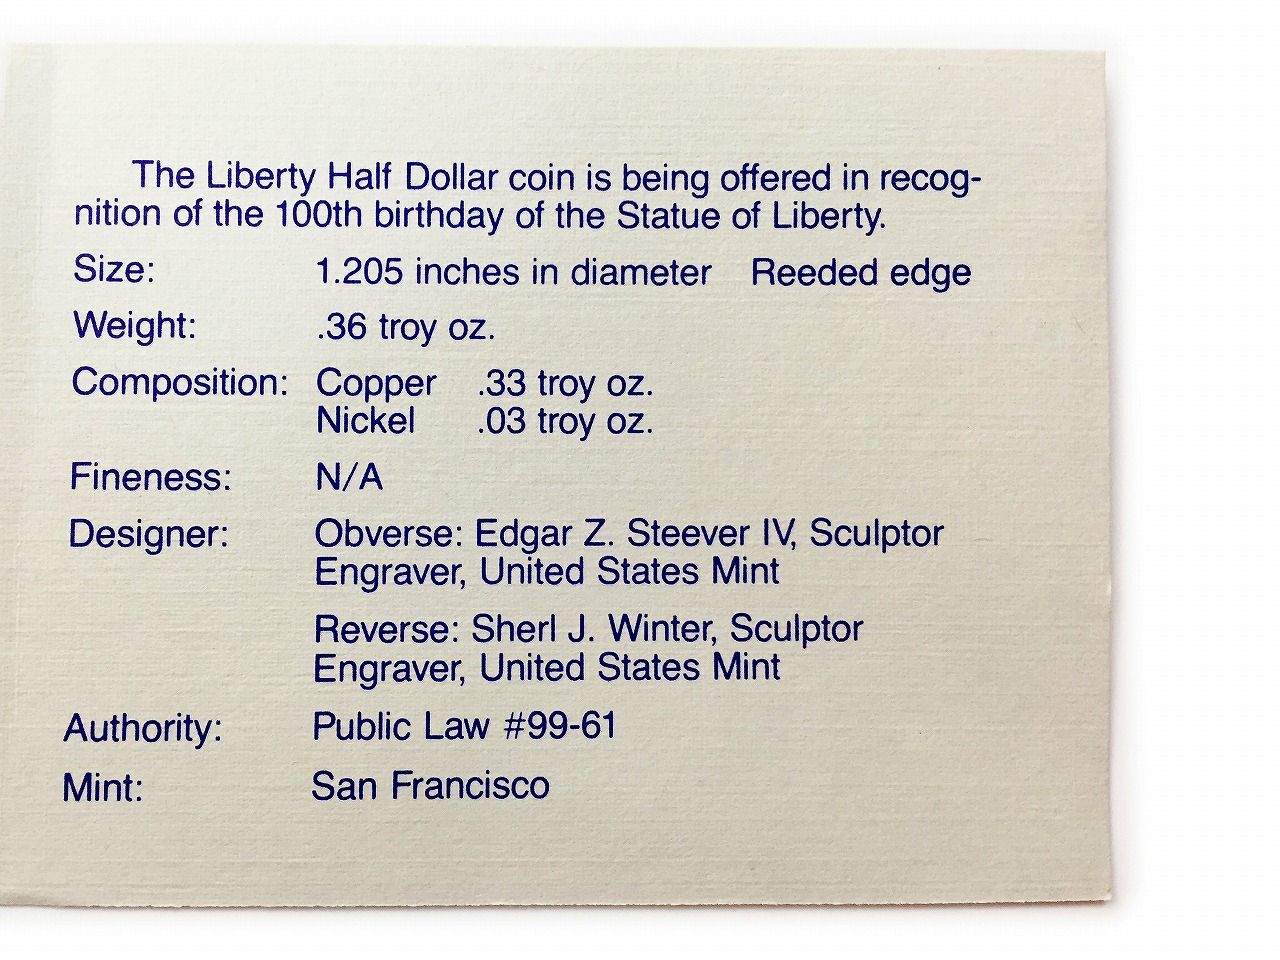 The Liberty Half Dollar coin is being offered in recog-
nition of the 100th birthday of the Statue of Liberty.
Size: 1.205 inches in diameter Reeded edge
Weight: .36 troy oz.
Composition: Copper .33 troy oz.
Nickel .03 troy oz.
Fineness: N/A
Designer: Obverse: Edgar Z. Steever IV, Sculptor
Engraver, United States Mint
Reverse: Sherl J. Winter, Sculptor
Engraver, United States Mint
Authority: Public Law #99-61
Mint: San Francisco